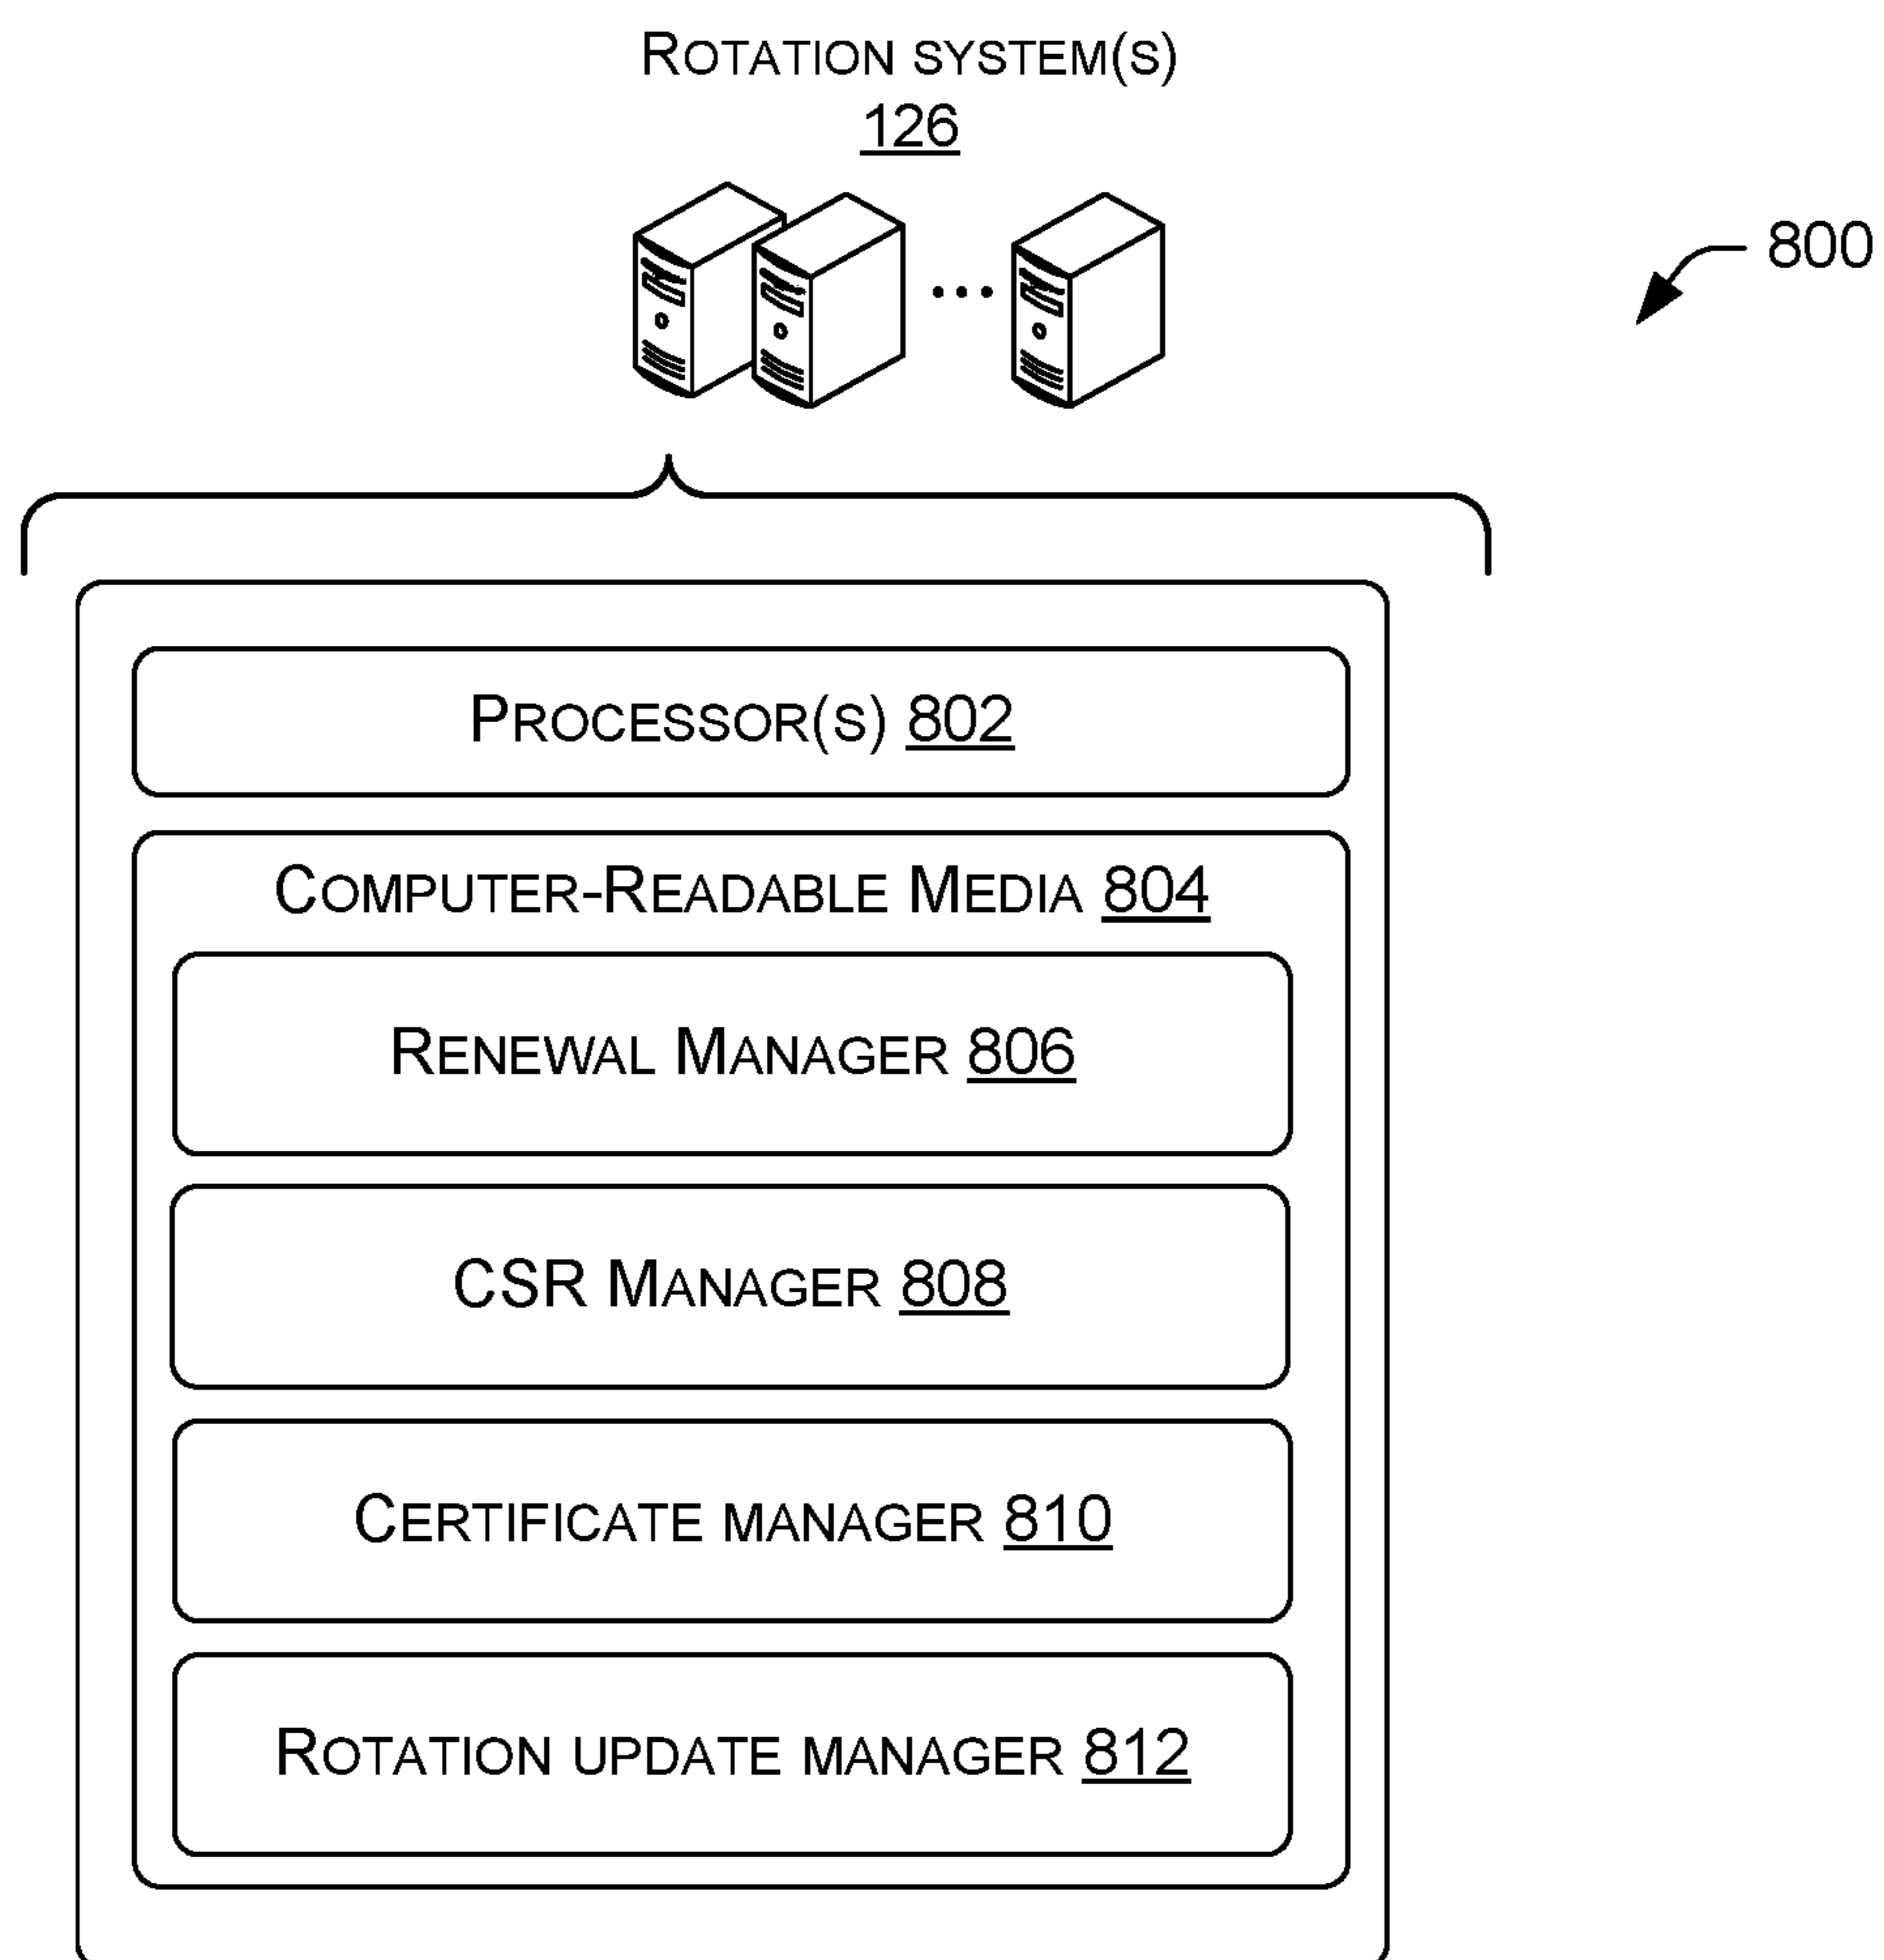 ROTATION SYSTEM(S)
126
800
PROCESSOR(S) 802
COMPUTER-READABLE MEDIA 804
RENEWAL MANAGER 806
CSR MANAGER 808
CERTIFICATE MANAGER 810
ROTATION UPDATE MANAGER 812